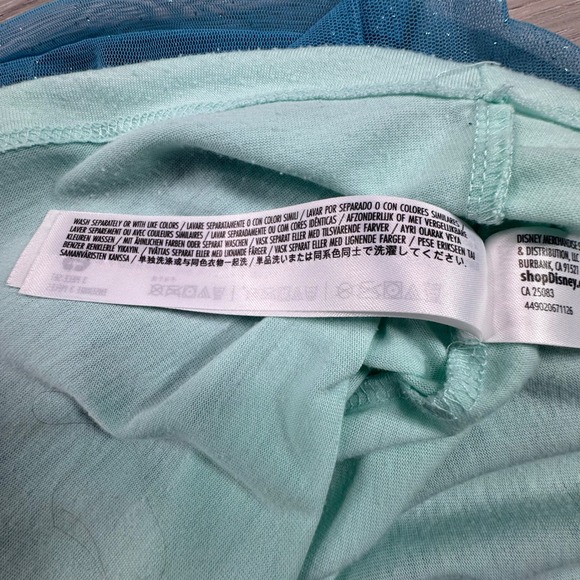 WASH SEPARATELY OR WITH LIKE COLORS / LAVARE SEPARATAMENTE O CON COLORI SIMILI / LAVAR POR SEPARADO O CON COLORES SIMILARES
LAVER SÉPAREMENT OU AVEC COULEURS SIMILAIRES / LAVAR SEPARADAMENTE OU COM CORES IDÊNTICAS / AFZONDERLIJK OF MET VERGELIJKBARE
KLEUREN WASSEN / MIT ÄHNLICHEN FARBEN ODER SEPARAT WASCHEN / VASK SEPARAT ELLER MED TILSVARENDE FARVER / AYRI OLARAK VEYA
BENZER RENKLERLE YIKAYIN / TVÄTTAS SEPARAT ELLER MED LIKNANDE FÄRGER / VASK SEPARAT ELLER MED LIGNENDE FARGER / PESE ERIKSEEN TAI
SAMANVÄRISTEN KANSSA / 单独洗涤或与同色衣物一起洗 / 単品洗いまたは同系色同士で洗濯してください。
DISNEY
& DISTRIBUTION, LLC
BURBANK, CA 91521
shopDisney.
CA 25083
449020671126